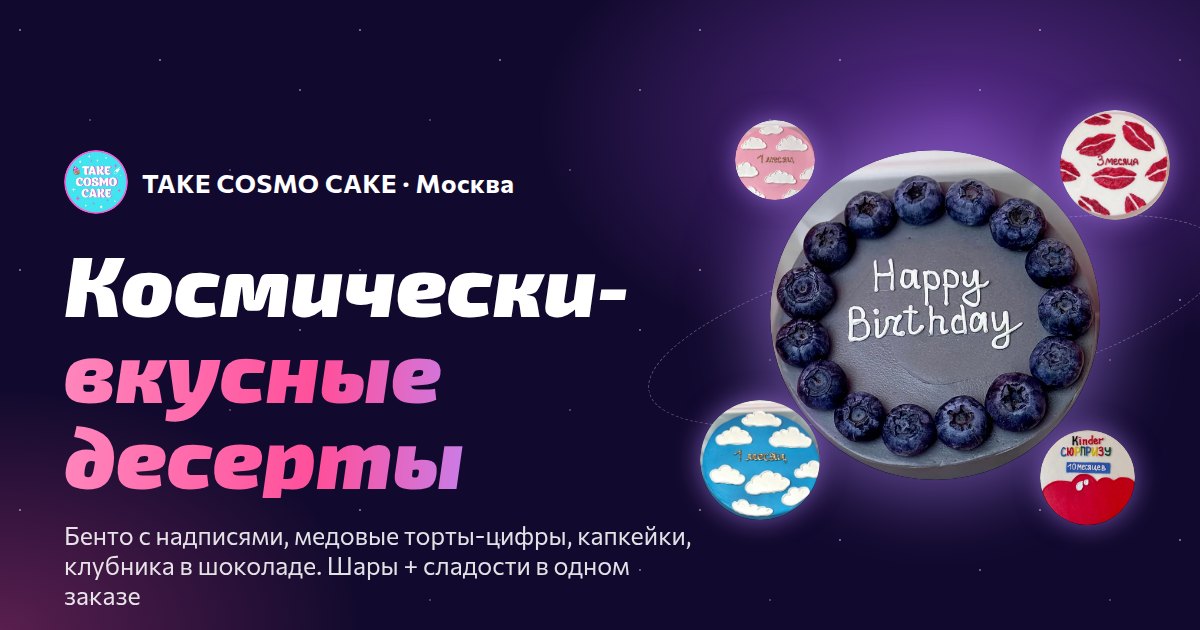 TAKE
COSMO
CAKE
TAKE COSMO CAKE · Москва
Космически-
вкусные
десерты
Бенто с надписями, медовые торты-цифры, капкейки,
клубника в шоколаде. Шары + сладости в одном
заказе
1 месяц
3 месяца
Happy
Birthday
1 месяц
Kinder
СЮРПРИЗУ
10 месяцев